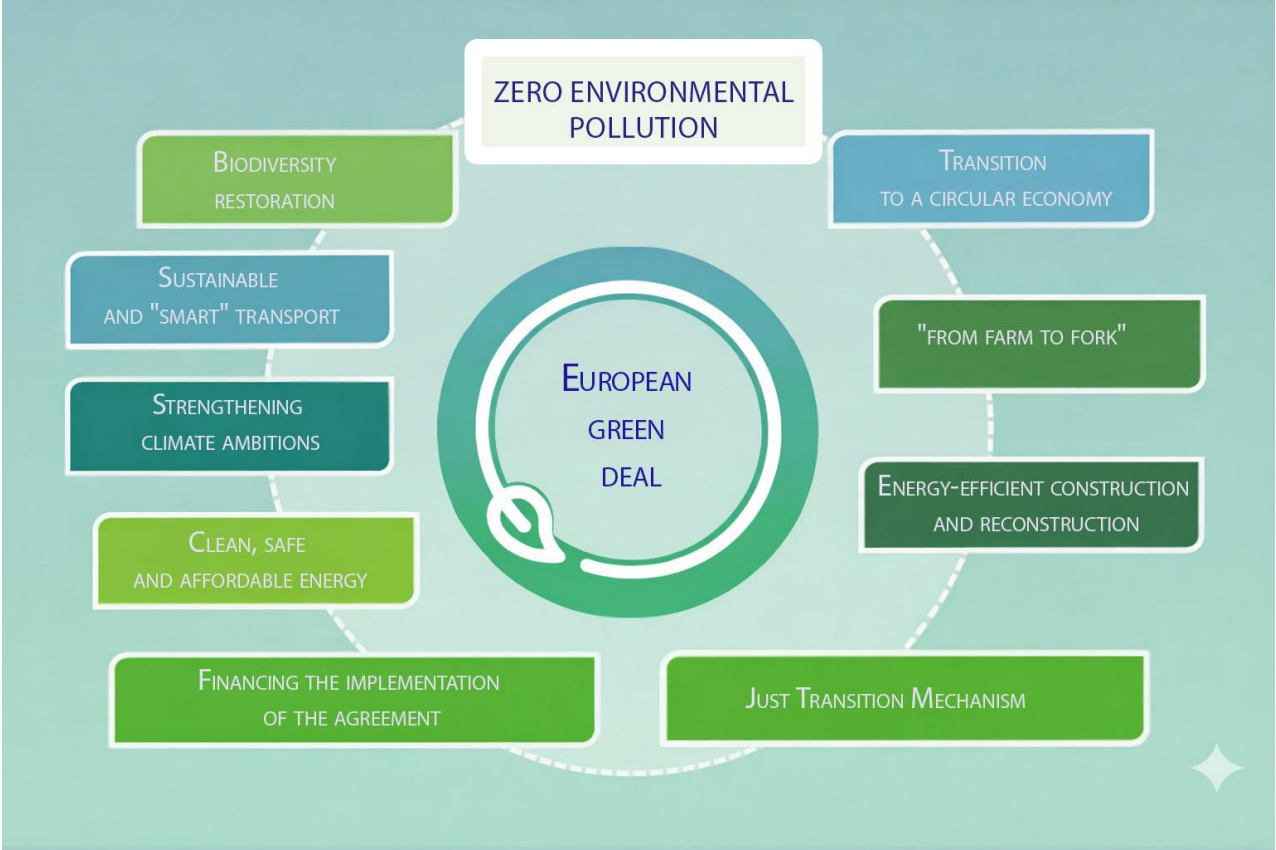 ZERO ENVIRONMENTAL
POLLUTION
BIODIVERSITY
RESTORATION
TRANSITION
TO A CIRCULAR ECONOMY
SUSTAINABLE
AND "SMART" TRANSPORT
"FROM FARM TO FORK"
STRENGTHENING
CLIMATE AMBITIONS
EUROPEAN
GREEN
DEAL
ENERGY-EFFICIENT CONSTRUCTION
AND RECONSTRUCTION
CLEAN, SAFE
AND AFFORDABLE ENERGY
FINANCING THE IMPLEMENTATION
OF THE AGREEMENT
JUST TRANSITION MECHANISM